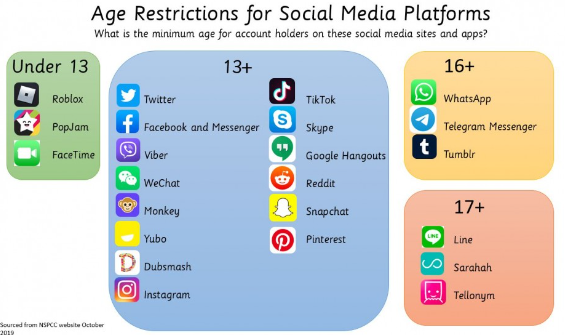 Age Restrictions for Social Media Platforms
What is the minimum age for account holders on these social media sites and apps?
Under 13
Roblox
PopJam
FaceTime
13+
Twitter
Facebook and Messenger
Viber
WeChat
Monkey
Yubo
Dubsmash
Instagram
TikTok
Skype
Google Hangouts
Reddit
Snapchat
Pinterest
16+
WhatsApp
Telegram Messenger
Tumblr
17+
LINE
Line
Sarahah
Tellonym
Sourced from NSPCC website October
2019